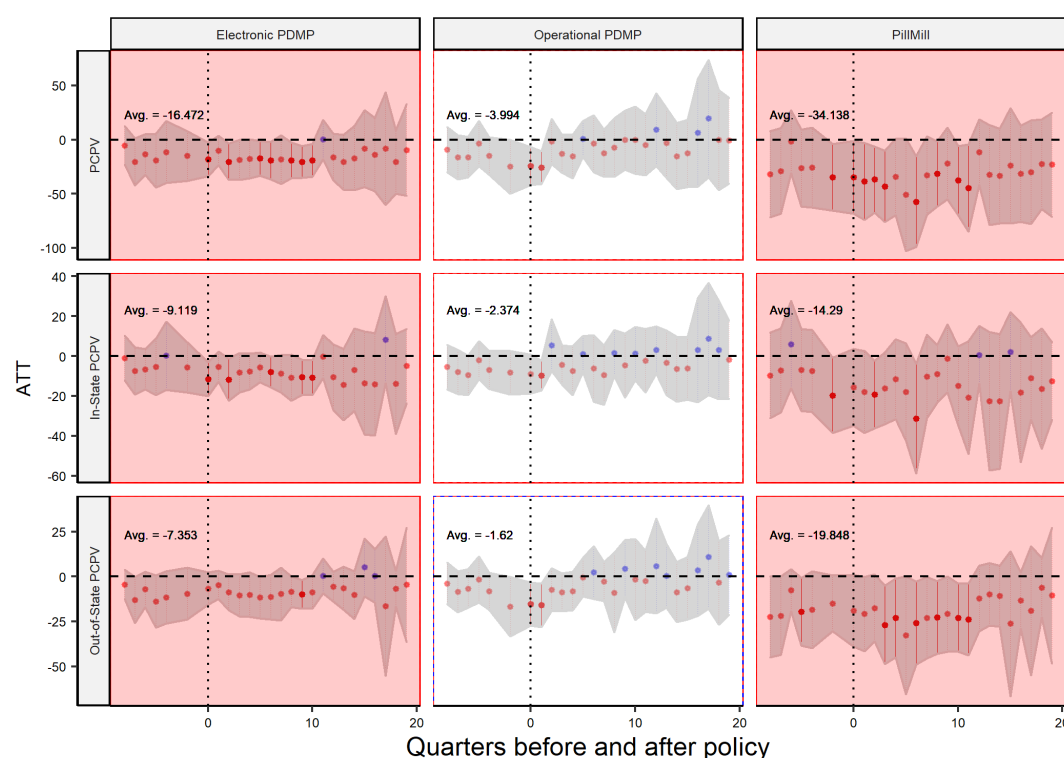 Electronic PDMP
Operational PDMP
PillMill
ATT
PCPV
50
0
-50
-100
Avg. = -16.472
Avg. = -3.994
Avg. = -34.138
In-State PCPV
40
20
0
-20
-40
-60
Avg. = -9.119
Avg. = -2.374
Avg. = -14.29
Out-of-State PCPV
25
0
-25
-50
Avg. = -7.353
Avg. = -1.62
Avg. = -19.848
0 10 20 0 10 20 0 10 20
Quarters before and after policy